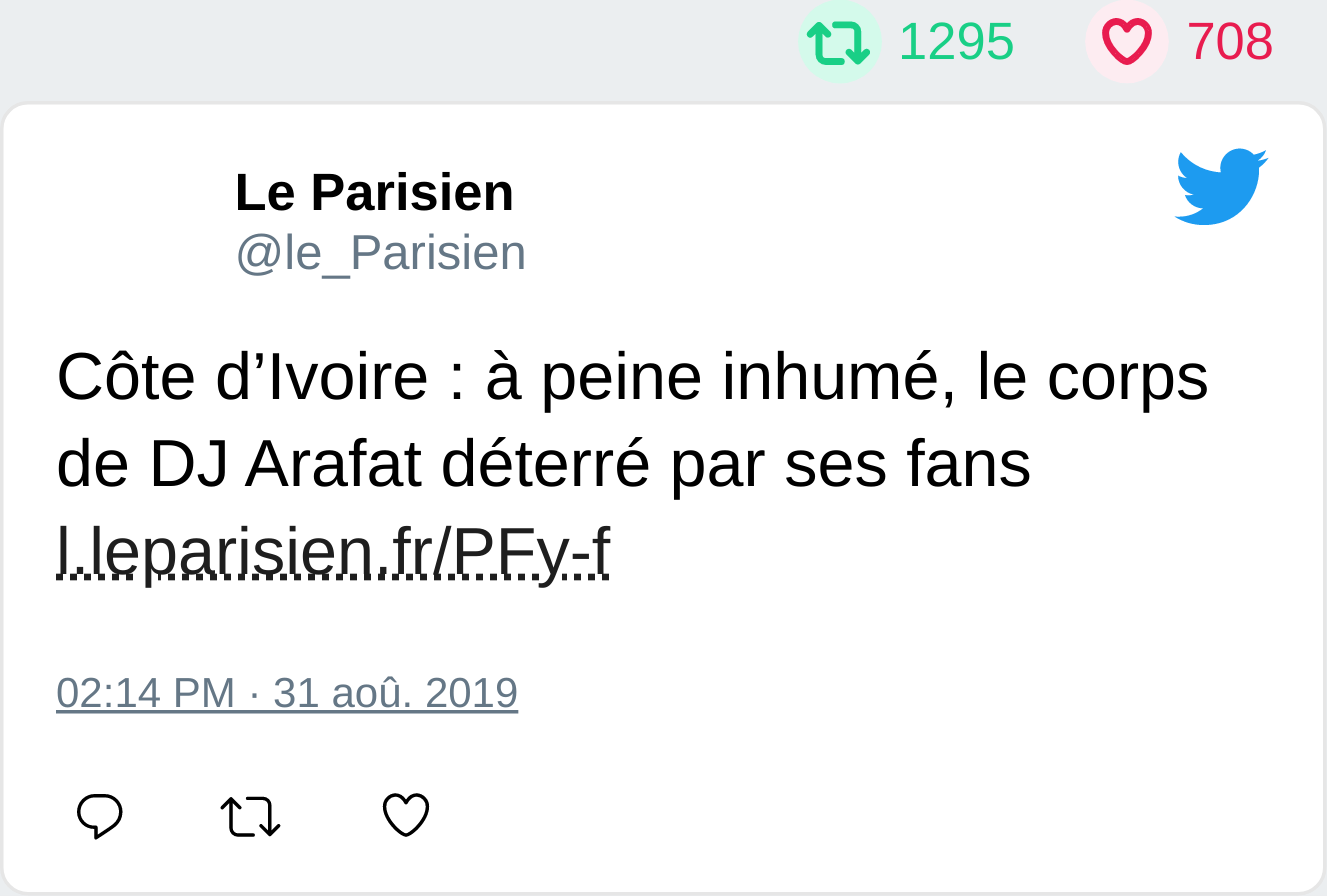 1295 708
Le Parisien
@le_Parisien
Côte d’Ivoire : à peine inhumé, le corps
de DJ Arafat déterré par ses fans
l.leparisien.fr/PFy-f
02:14 PM · 31 aoû. 2019